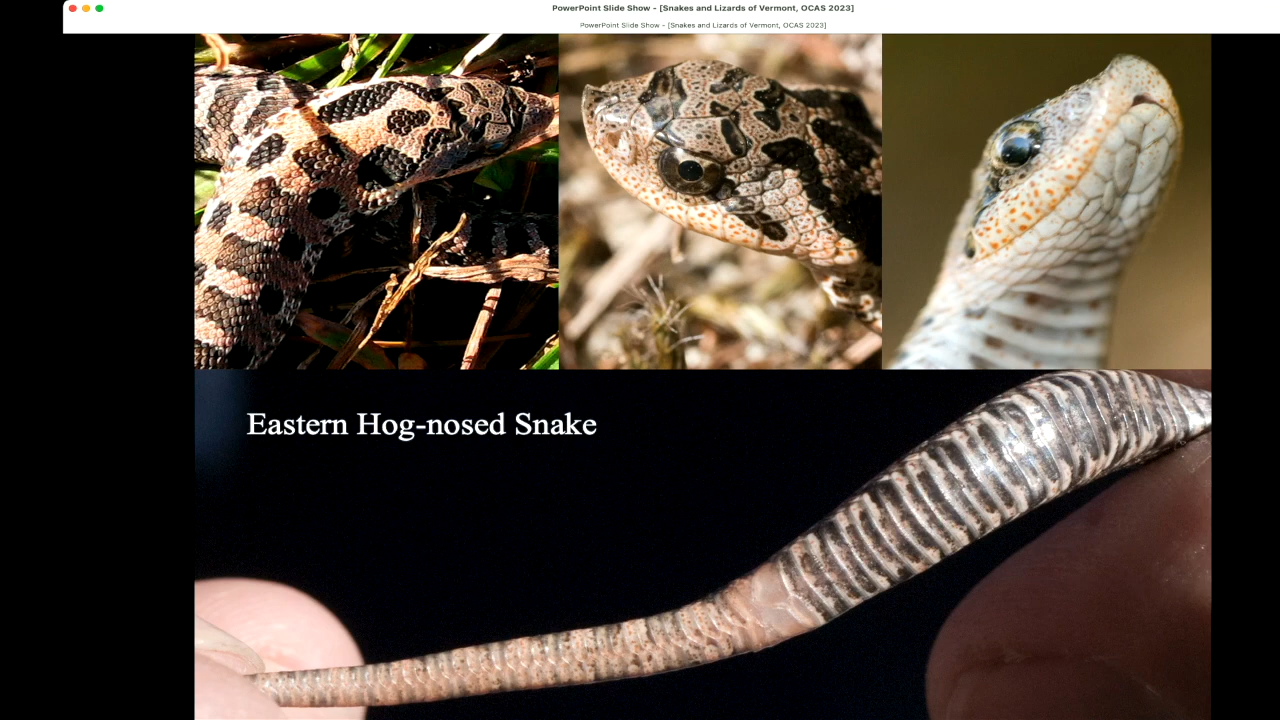 PowerPoint Slide Show - [Snakes and Lizards of Vermont, OCAS 2023]
PowerPoint Slide Show - [Snakes and Lizards of Vermont, OCAS 2023]
Eastern Hog-nosed Snake